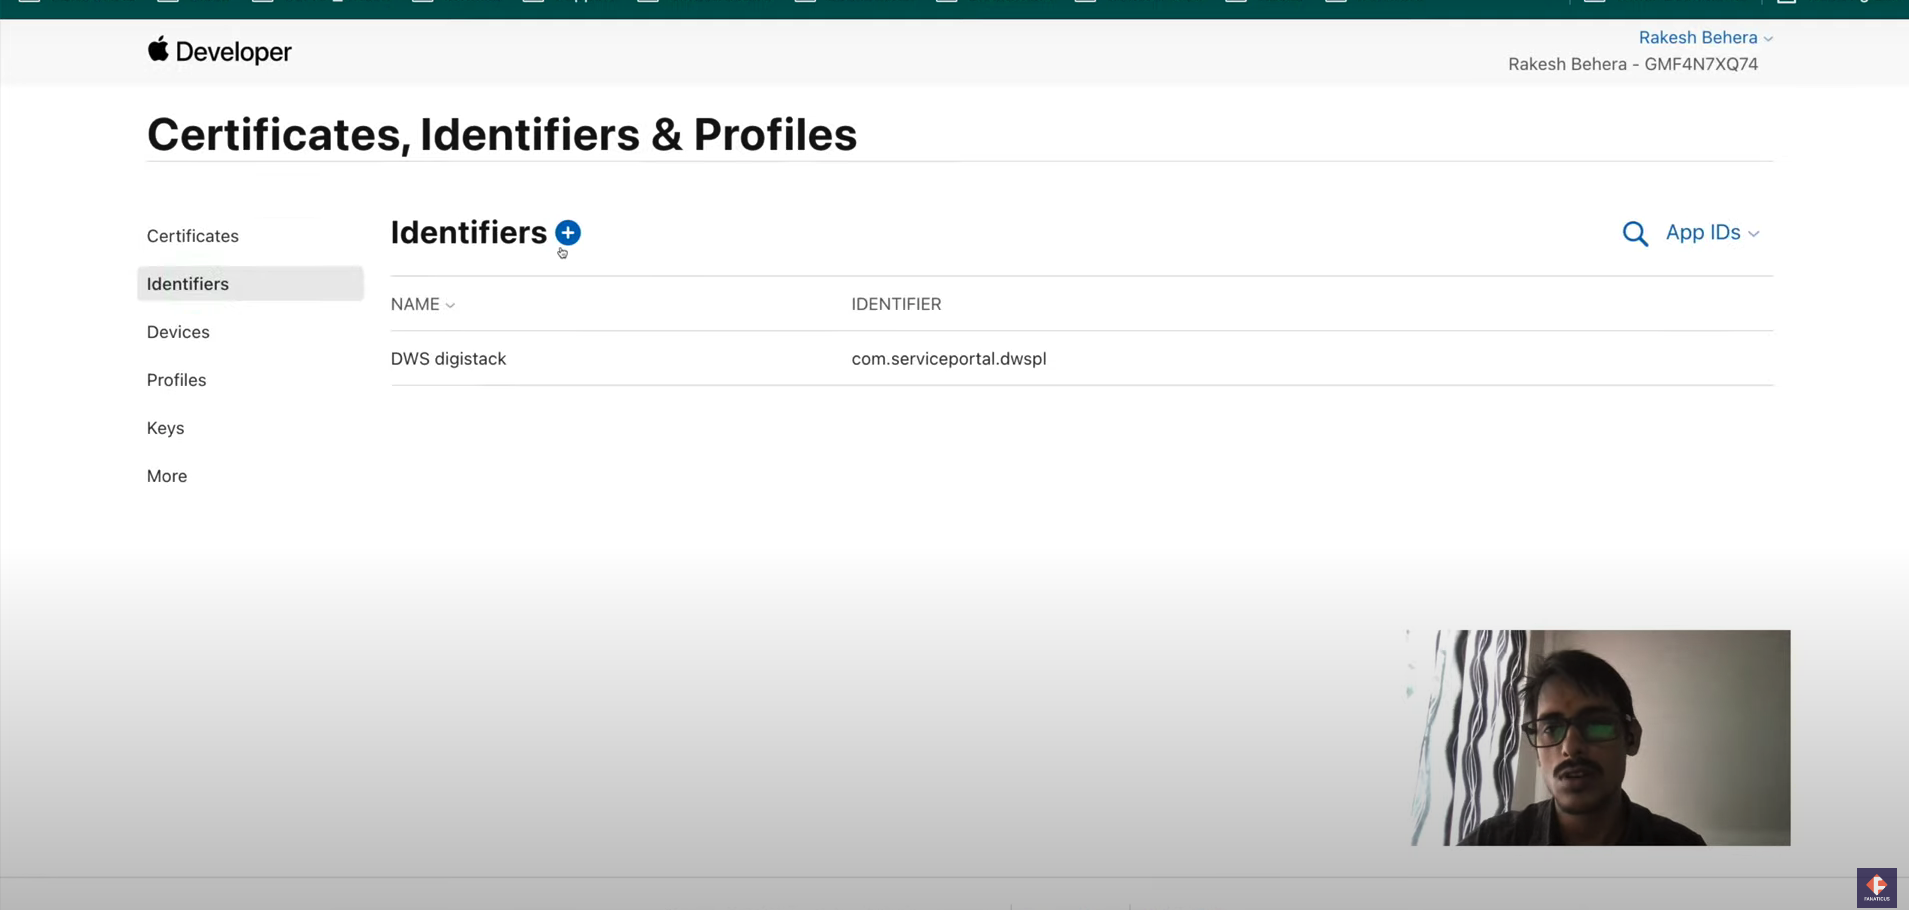 Developer
Rakesh Behera
Rakesh Behera - GMF4N7XQ74
Certificates, Identifiers & Profiles
Certificates
Identifiers
Devices
Profiles
Keys
More
Identifiers
App IDs
NAME
IDENTIFIER
DWS digistack
com.serviceportal.dwspl
FANATICUS